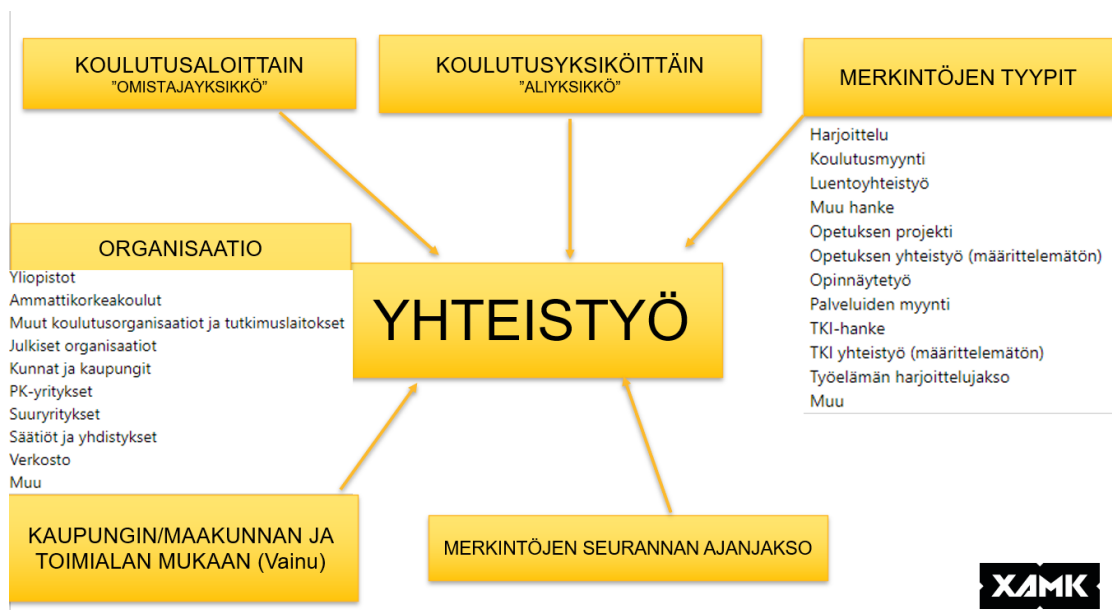 KOULUTUSALOITTAIN
"OMISTAJAYKSIKKÖ"
KOULUTUSYKSIKÖITTÄIN
"ALIYKSIKKÖ"
MERKINTÖJEN TYYPIT
Harjoittelu
Koulutusmyynti
Luentoyhteistyö
Muu hanke
Opetuksen projekti
Opetuksen yhteistyö (määrittelemätön)
Opinnäytetyö
Palveluiden myynti
TKI-hanke
TKI yhteistyö (määrittelemätön)
Työelämän harjoittelujakso
Muu
ORGANISAATIO
Yliopistot
Ammattikorkeakoulut
Muut koulutusorganisaatiot ja tutkimuslaitokset
Julkiset organisaatiot
Kunnat ja kaupungit
PK-yritykset
Suuryritykset
Säätiöt ja yhdistykset
Verkosto
Muu
YHTEISTYÖ
KAUPUNGIN/MAAKUNNAN JA
TOIMIALAN MUKAAN (Vainu)
MERKINTÖJEN SEURANNAN AJANJAKSO
XAMK